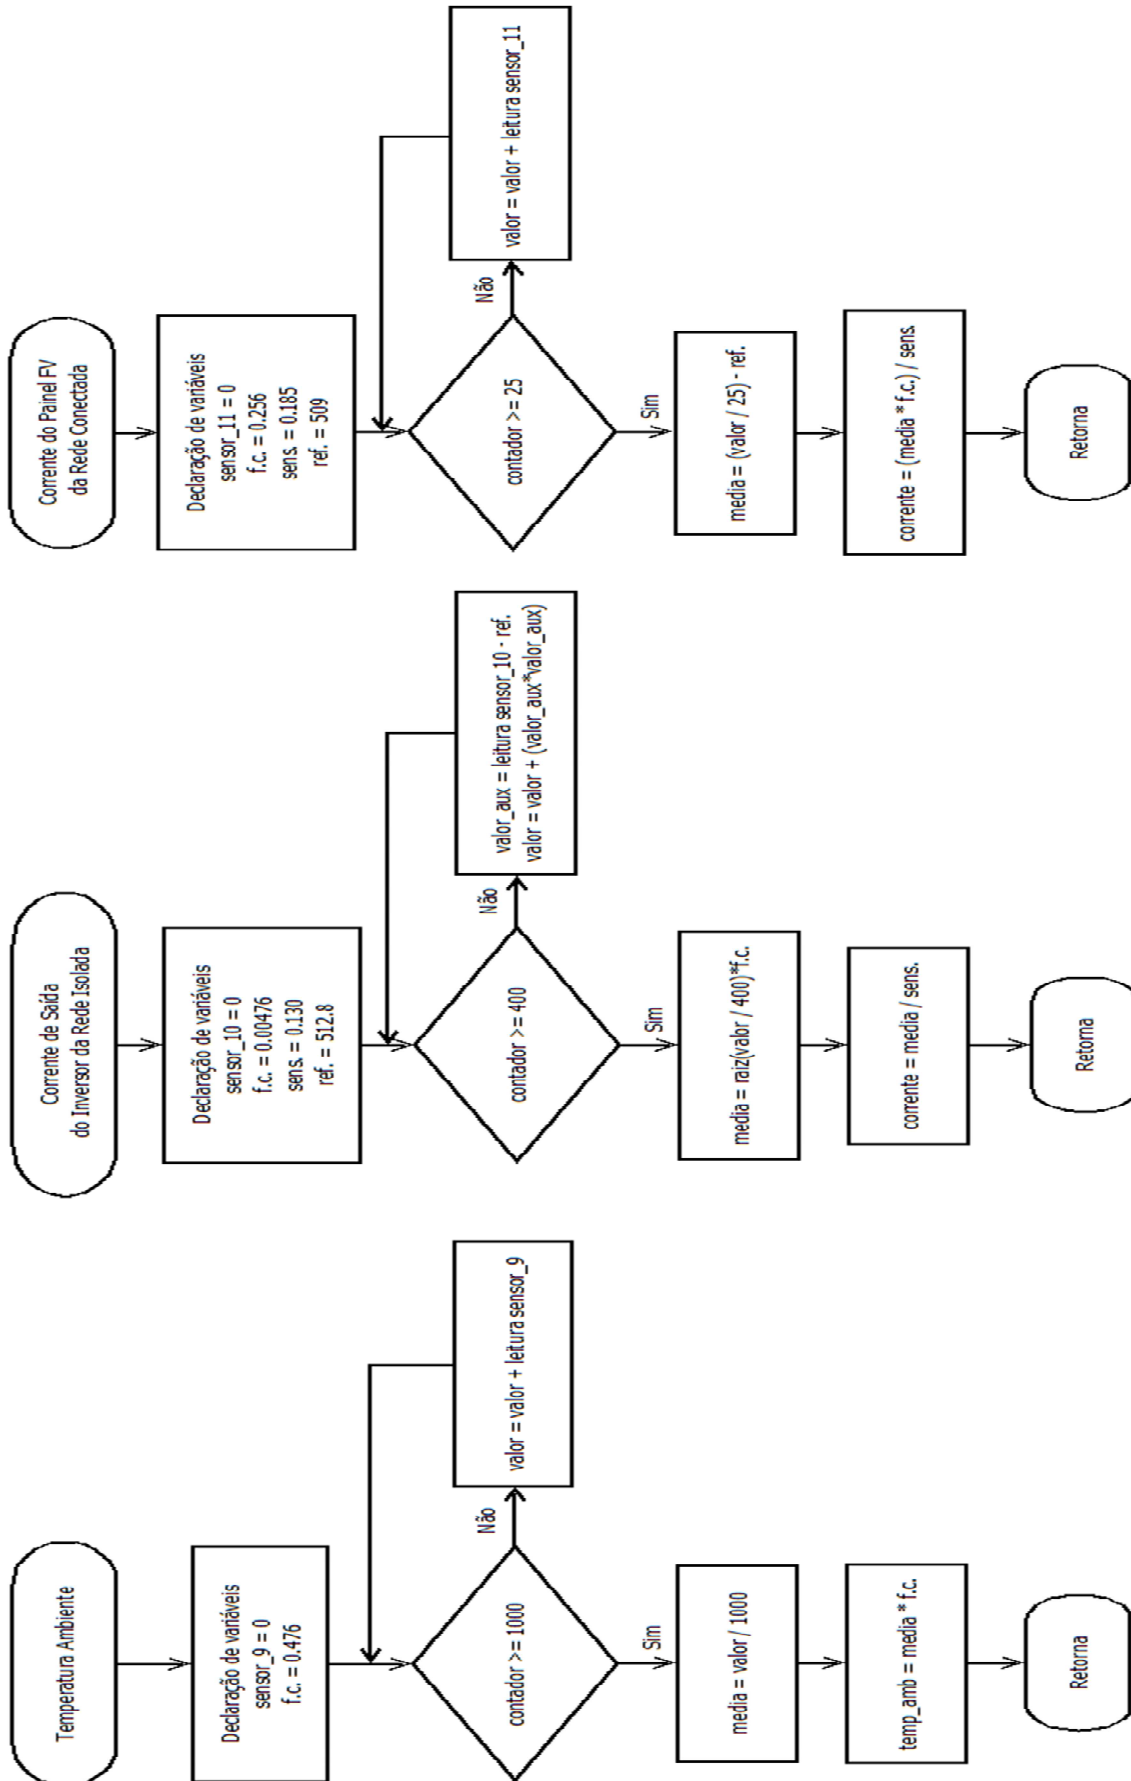 Temperatura Ambiente
Declaração de variáveis
sensor_9 = 0
f.c. = 0.476
contador >= 1000
Não
valor = valor + leitura sensor_9
Sim
media = valor / 1000
temp_amb = media * f.c.
Retorna
Corrente de Saída
do Inversor da Rede Isolada
Declaração de variáveis
sensor_10 = 0
f.c. = 0.00476
sens. = 0.130
ref. = 512.8
contador >= 400
Não
valor_aux = leitura sensor_10 - ref.
valor = valor + (valor_aux*valor_aux)
Sim
media = raiz(valor / 400)*f.c.
corrente = media / sens.
Retorna
Corrente do Painel FV
da Rede Conectada
Declaração de variáveis
sensor_11 = 0
f.c. = 0.256
sens. = 0.185
ref. = 509
contador >= 25
Não
valor = valor + leitura sensor_11
Sim
media = (valor / 25) - ref.
corrente = (media * f.c.) / sens.
Retorna